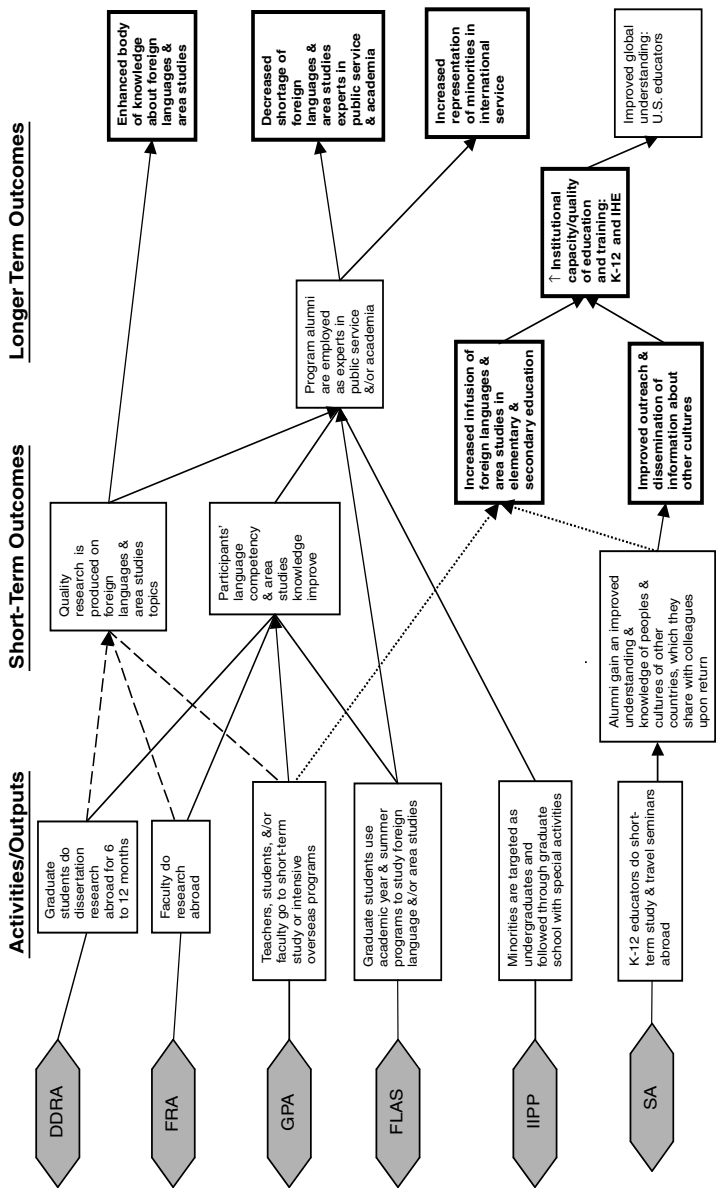 Activities/Outputs
Short-Term Outcomes
Longer Term Outcomes
DDRA
Graduate
students do
dissertation
research
abroad for 6
to 12 months
Quality
research is
produced on
foreign
languages &
area studies
topics
Enhanced body
of knowledge
about foreign
languages &
area studies
FRA
Faculty do
research
abroad
Participants'
language
competency
& area
studies
knowledge
improve
Program alumni
are employed
as experts in
public service
&/or academia
Decreased
shortage of
foreign
languages &
area studies
experts in
public service
& academia
GPA
Teachers, students, &/or
faculty go to short-term
study or intensive
overseas programs
FLAS
Graduate students use
academic year & summer
programs to study foreign
language &/or area studies
Increased
representation
of minorities in
international
service
IIPP
Minorities are targeted as
undergraduates and
followed through graduate
school with special activities
Increased infusion of
foreign languages &
area studies in
elementary &
secondary education
↑ Institutional
capacity/quality
of education
and training:
K-12 and IHE
Improved global
understanding:
U.S. educators
SA
K-12 educators do short-
term study & travel seminars
abroad
Alumni gain an improved
understanding &
knowledge of peoples &
cultures of other
countries, which they
share with colleagues
upon return
Improved outreach &
dissemination of
information about
other cultures